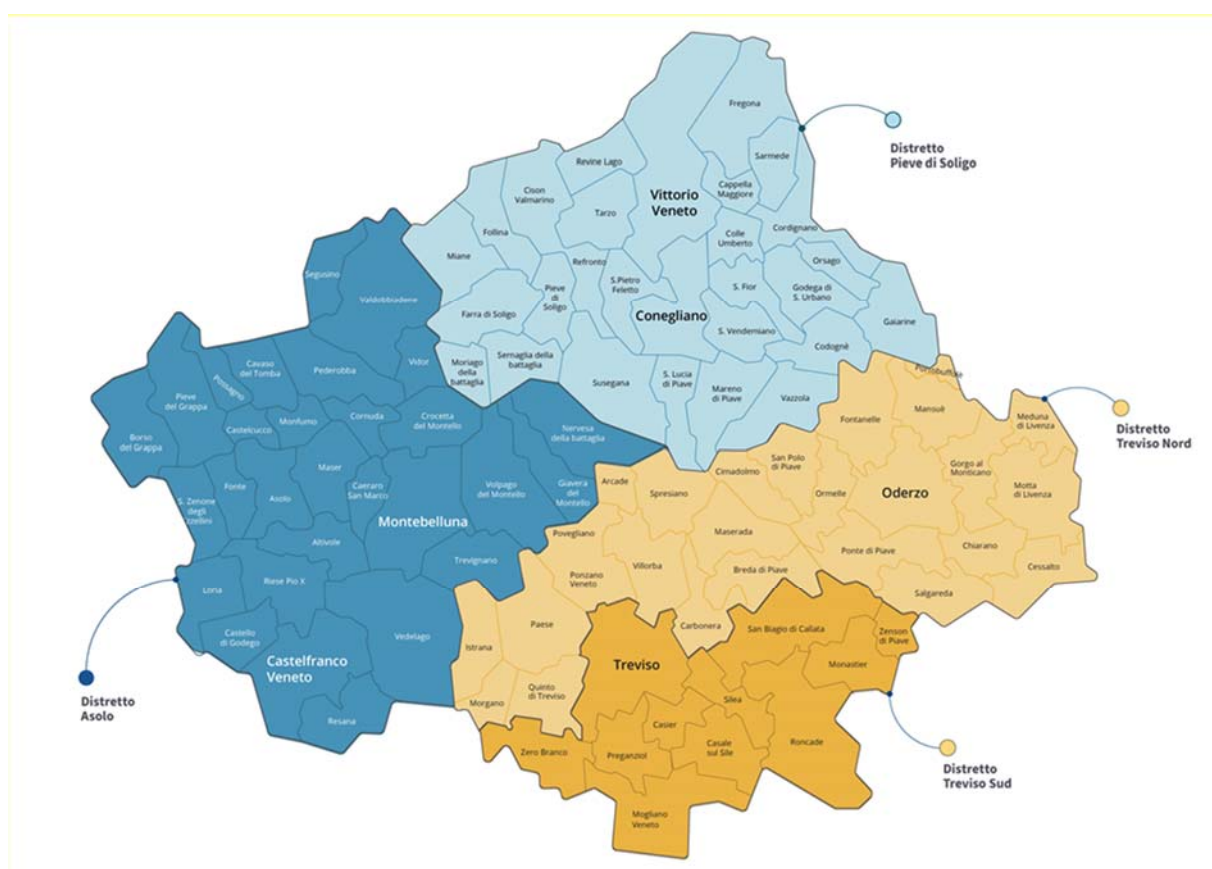 Fregona
Distretto
Pieve di Soligo
Sarmede
Revine Lago
Cappella
Maggiore
Cison
Valmarino
Vittorio
Veneto
Tarzo
Cordignano
Colle
Umberto
Follina
Miane
Refronto
Orsago
S.Pietro
Feletto
Segusino
Pieve
di
Soligo
S. Fior
Godega di
S. Urbano
Valdobbiadene
Farra di Soligo
Conegliano
Gaiarine
S. Vendemiano
Codognè
Sernaglia della
battaglia
Moriago
della
battaglia
Vidor
Cavaso
del Tomba
Pederobba
Possagno
Susegana
S. Lucia
di Piave
Mareno
di Piave
Vazzola
Portobuffolè
Pieve
del Grappa
Mansuè
Fontanelle
Meduna
di Livenza
Distretto
Treviso Nord
Monfumo
Cornuda
Crocetta
del Montello
Castelcucco
Nervesa
della battaglia
Borso
del Grappa
San Polo
di Piave
Gorgo al
Monticano
Maser
Cimadolmo
Fonte
Asolo
Caeraro
San Marco
Volpago
del Montello
Giavera
del
Montello
Arcade
Spresiano
Ormelle
Oderzo
Motta
di Livenza
S. Zenone
degli
Ezzelini
Montebelluna
Povegliano
Maserada
Altivole
Chiarano
Trevignano
Ponte di Piave
Villorba
Cessalto
Breda di Piave
Ponzano
Veneto
Loria
Riese Pio X
Salgareda
Paese
Carbonera
San Biagio di Callata
Zenson
di Piave
Castello
di Godego
Vedelago
Istrana
Castelfranco
Veneto
Treviso
Monastier
Quinto
di Treviso
Morgano
Silea
Distretto
Asolo
Resana
Casier
Roncade
Zero Branco
Preganziol
Casale
sul Sile
Distretto
Treviso Sud
Mogliano
Veneto